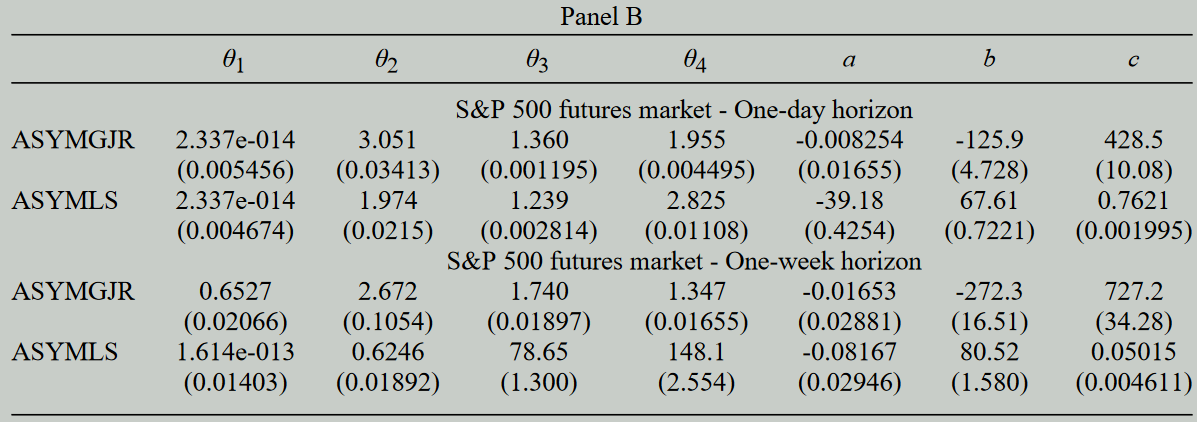 Panel B
θ1 θ2 θ3 θ4 a b c
S&P 500 futures market - One-day horizon
ASYMGJR 2.337e-014 3.051 1.360 1.955 -0.008254 -125.9 428.5
(0.005456) (0.03413) (0.001195) (0.004495) (0.01655) (4.728) (10.08)
ASYMLS 2.337e-014 1.974 1.239 2.825 -39.18 67.61 0.7621
(0.004674) (0.0215) (0.002814) (0.01108) (0.4254) (0.7221) (0.001995)
S&P 500 futures market - One-week horizon
ASYMGJR 0.6527 2.672 1.740 1.347 -0.01653 -272.3 727.2
(0.02066) (0.1054) (0.01897) (0.01655) (0.02881) (16.51) (34.28)
ASYMLS 1.614e-013 0.6246 78.65 148.1 -0.08167 80.52 0.05015
(0.01403) (0.01892) (1.300) (2.554) (0.02946) (1.580) (0.004611)